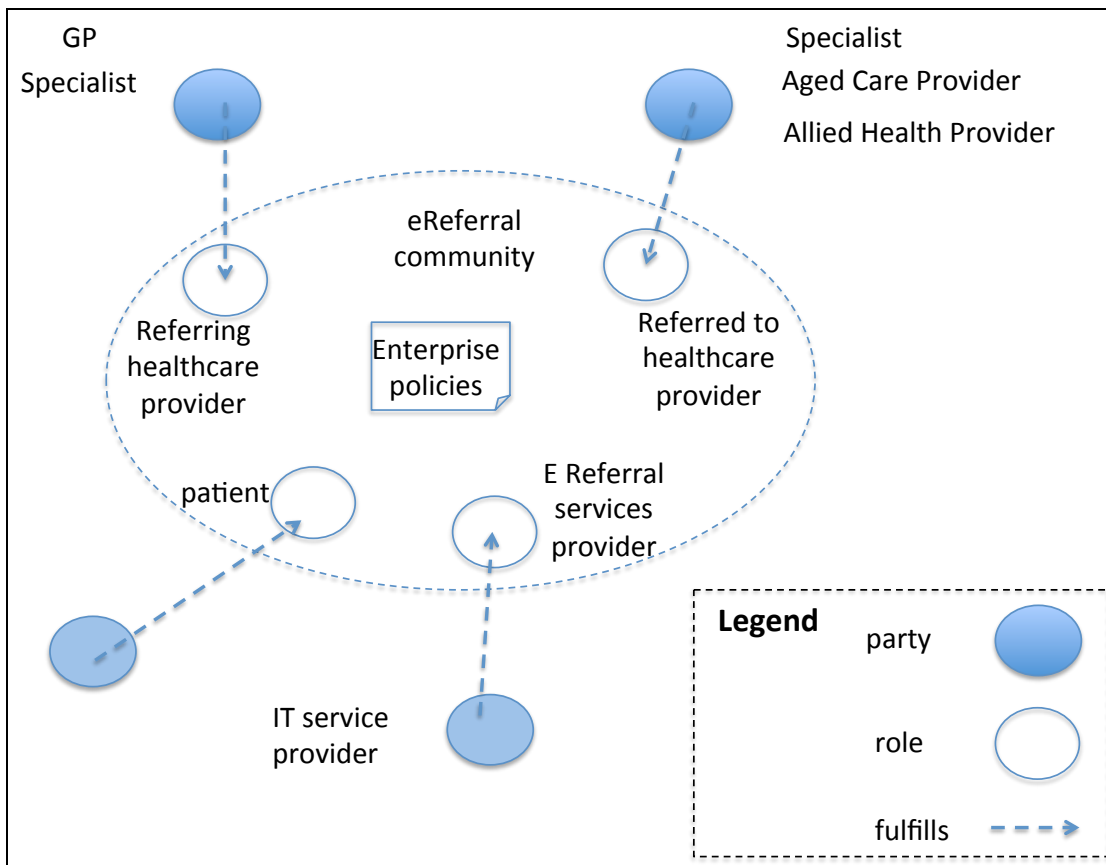 GP
Specialist
Specialist
Aged Care Provider
Allied Health Provider
eReferral
community
Referring
healthcare
provider
Enterprise
policies
Referred to
healthcare
provider
patient
E Referral
services
provider
IT service
provider
Legend
party
role
fulfills